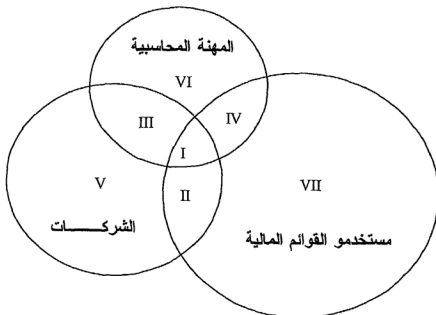 المهنة المحاسبية
VI
III
IV
I
V
II
VII
الشركـــــات
مستخدمو القوائم المالية